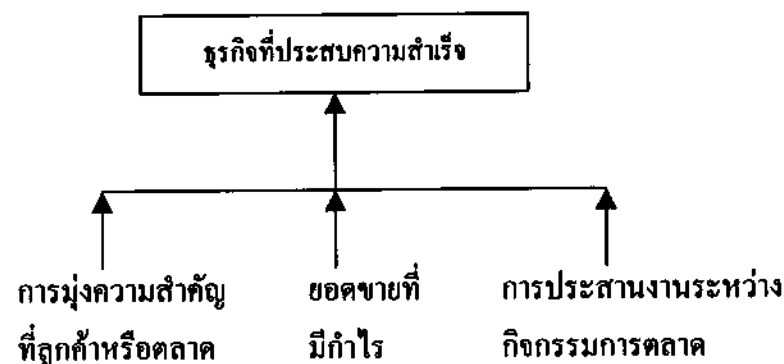 ธุรกิจที่ประสบความสำเร็จ
การมุ่งความสำคัญ
ที่ลูกค้าหรือตลาด
ยอดขายที่
มีกำไร
การประสานงานระหว่าง
กิจกรรมการตลาด